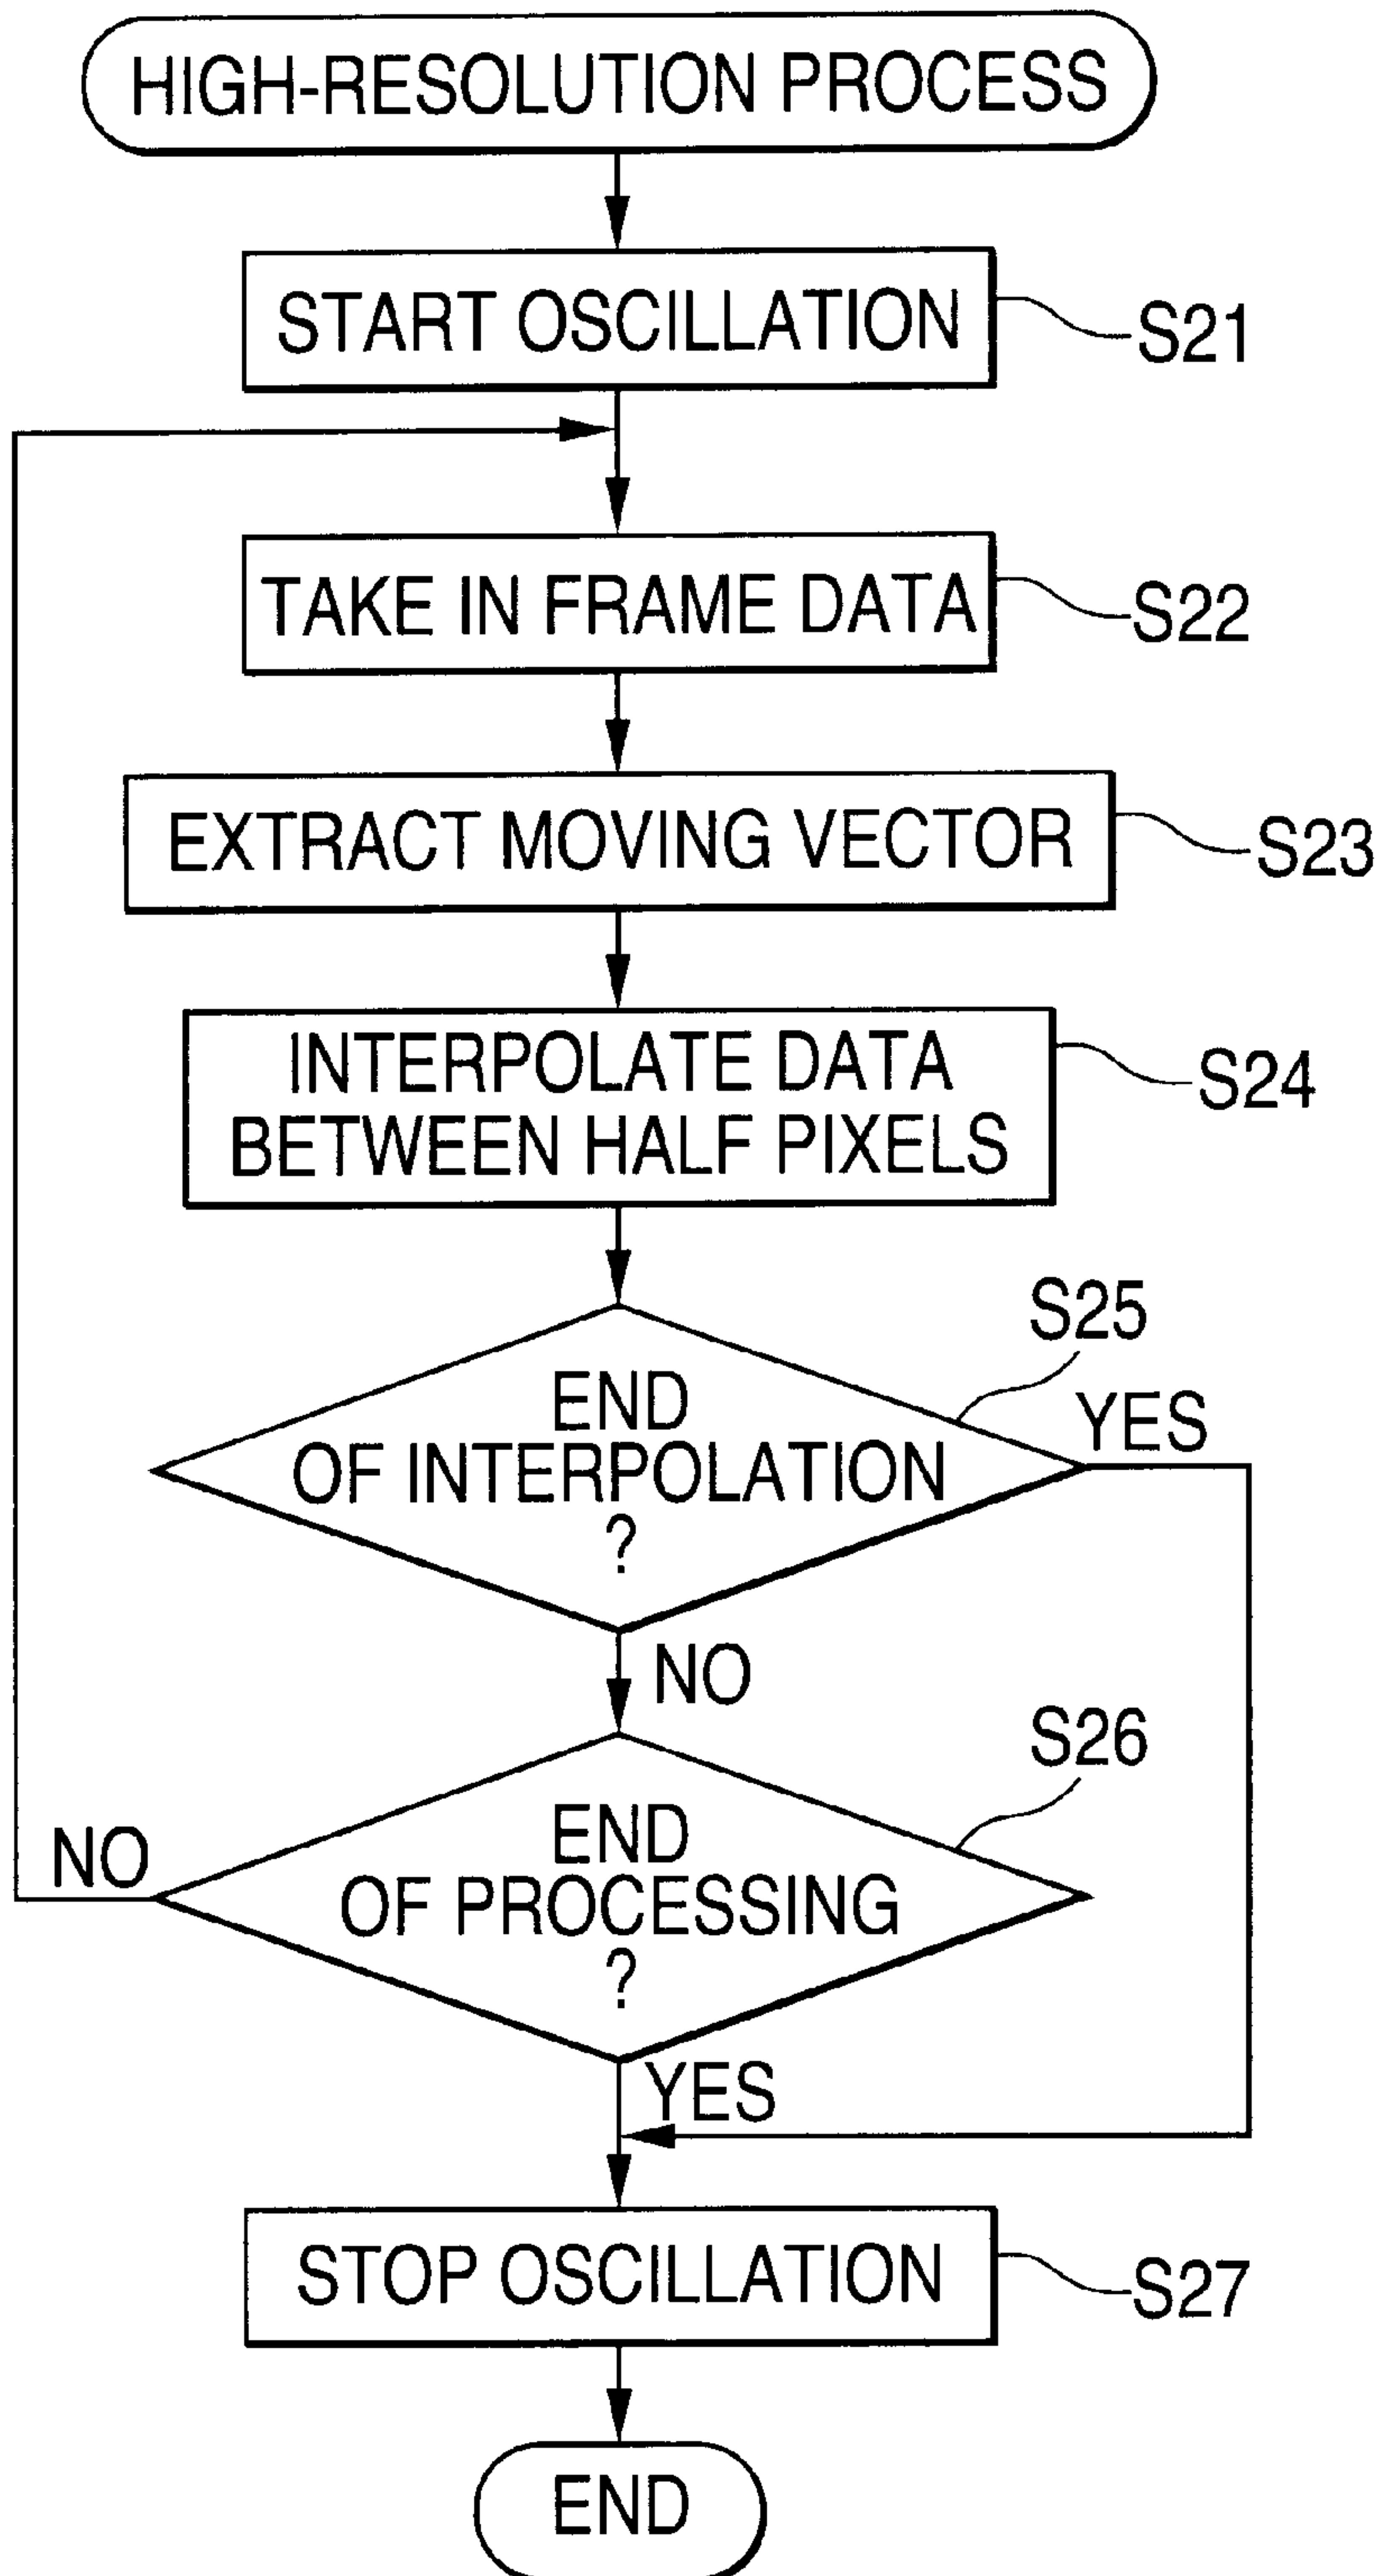 HIGH-RESOLUTION PROCESS
START OSCILLATION
S21
TAKE IN FRAME DATA
S22
EXTRACT MOVING VECTOR
S23
INTERPOLATE DATA
BETWEEN HALF PIXELS
S24
S25
END
OF INTERPOLATION
?
YES
NO
S26
END
OF PROCESSING
?
NO
YES
STOP OSCILLATION
S27
END